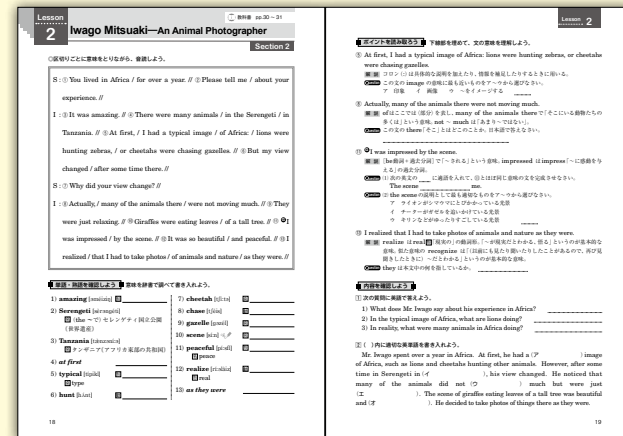 Lesson
2
Iwago Mitsuaki—An Animal Photographer
教科書 pp.30～31
Section 2
○区切りごとに意味をとりながら，音読しよう。
S : ①You lived in Africa / for over a year. // ②Please tell me / about your
experience. //
I : ③It was amazing. // ④There were many animals / in the Serengeti / in
Tanzania. // ⑤At first, / I had a typical image / of Africa: / lions were
hunting zebras, / or cheetahs were chasing gazelles. // ⑥But my view
changed / after some time there. //
S : ⑦Why did your view change? //
I : ⑧Actually, / many of the animals there / were not moving much. // ⑨They
were just relaxing. // ⑩Giraffes were eating leaves / of a tall tree. // ⑪ I
was impressed / by the scene. // ⑫It was so beautiful / and peaceful. // ⑬I
realized / that I had to take photos / of animals and nature / as they were. //
単語・熟語を確認しよう 意味を辞書で調べて書き入れよう。
1) amazing [əméiziŋ]
2) Serengeti
(the ～で) セレンゲティ国立公園
(世界遺産)
3) Tanzania
タンザニア(アフリカ東部の共和国)
4) at first
5) typical [típikl]
type
6) hunt [hʌ́nt]
7) cheetah [tʃíːtə]
8) chase [tʃéis]
9) gazelle
10) scene [síːn]
11) peaceful [píːsfl]
peace
12) realize
real
13) as they were
18
Lesson 2
ポイントを読み取ろう 下線部を埋めて，文の意味を理解しよう。
⑤ At first, I had a typical image of Africa: lions were hunting zebras, or cheetahs
were chasing gazelles.
解説 コロン (：) は具体的な説明を加えたり，情報を補足したりするときに用いる。
この文の image の意味に最も近いものをア～ウから選びなさい。
ア 印象 イ 画像 ウ ～をイメージする
⑧ Actually, many of the animals there were not moving much.
解説 of はここでは〈部分〉を表し，many of the animals there で「そこにいる動物たちの
多くは」という意味。not ～ much は「あまり～ではない」。
この文の there「そこ」とはどこのことか，日本語で答えなさい。
⑪ I was impressed by the scene.
解説 〈be動詞＋過去分詞〉で「～される」という意味。impressed は impress「～に感動を与
える」の過去分詞。
(1) 次の英文の に適語を入れて，⑪とほぼ同じ意味の文を完成させなさい。
The scene me.
(2) the scene の説明として最も適切なものをア～ウから選びなさい。
ア ライオンがシマウマにとびかかっている光景
イ チーターがガゼルを追いかけている光景
ウ キリンなどがゆったりすごしている光景
⑬ I realized that I had to take photos of animals and nature as they were.
解説 realize は real「現実の」の動詞形。「～が現実だとわかる，悟る」というのが基本的な
意味。似た意味の recognize は「(以前にも見たり聞いたりしたことがあるので，再び見
聞きしたときに) ～だとわかる」というのが基本的な意味。
they は本文中の何を指しているか。
内容を確認しよう
1 次の質問に英語で答えよう。
1) What does Mr. Iwago say about his experience in Africa?
2) In the typical image of Africa, what are lions doing?
3) In reality, what were many animals in Africa doing?
2 ( ) 内に適切な英単語を書き入れよう。
Mr. Iwago spent over a year in Africa. At first, he had a (ア ) image
of Africa, such as lions and cheetahs hunting other animals. However, after some
time in Serengeti in (イ ), his view changed. He noticed that
many of the animals did not (ウ ) much but were just
(エ ). The scene of giraffes eating leaves of a tall tree was beautiful
and (オ ). He decided to take photos of things there as they were.
19